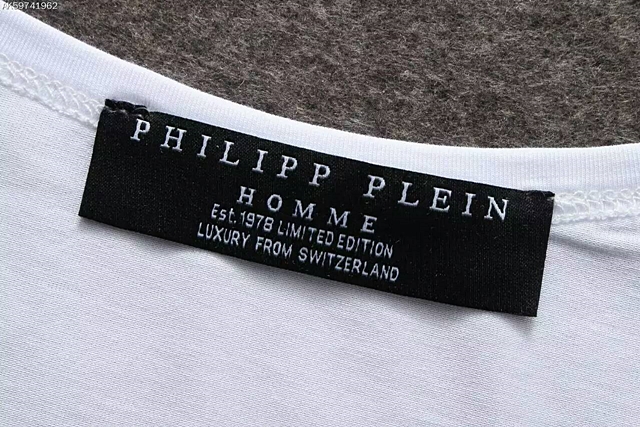 PHILIPP PLEIN
HOMME
Est. 1978 LIMITED EDITION
LUXURY FROM SWITZERLAND